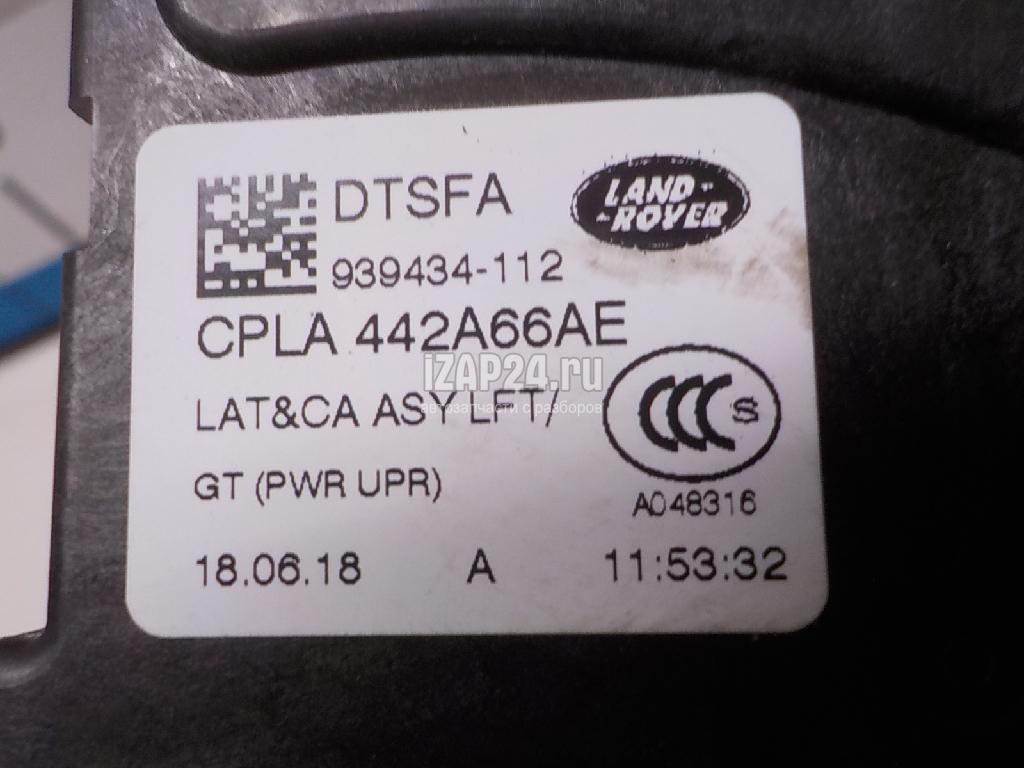 DTSFA
LAND-
-ROVER
939434-112
CPLA 442A66AE
iZAP24.ru
автозапчасти с разборов
LAT&CA ASY LFT/
CCC S
GT (PWR UPR)
A048316
18.06.18 A 11:53:32